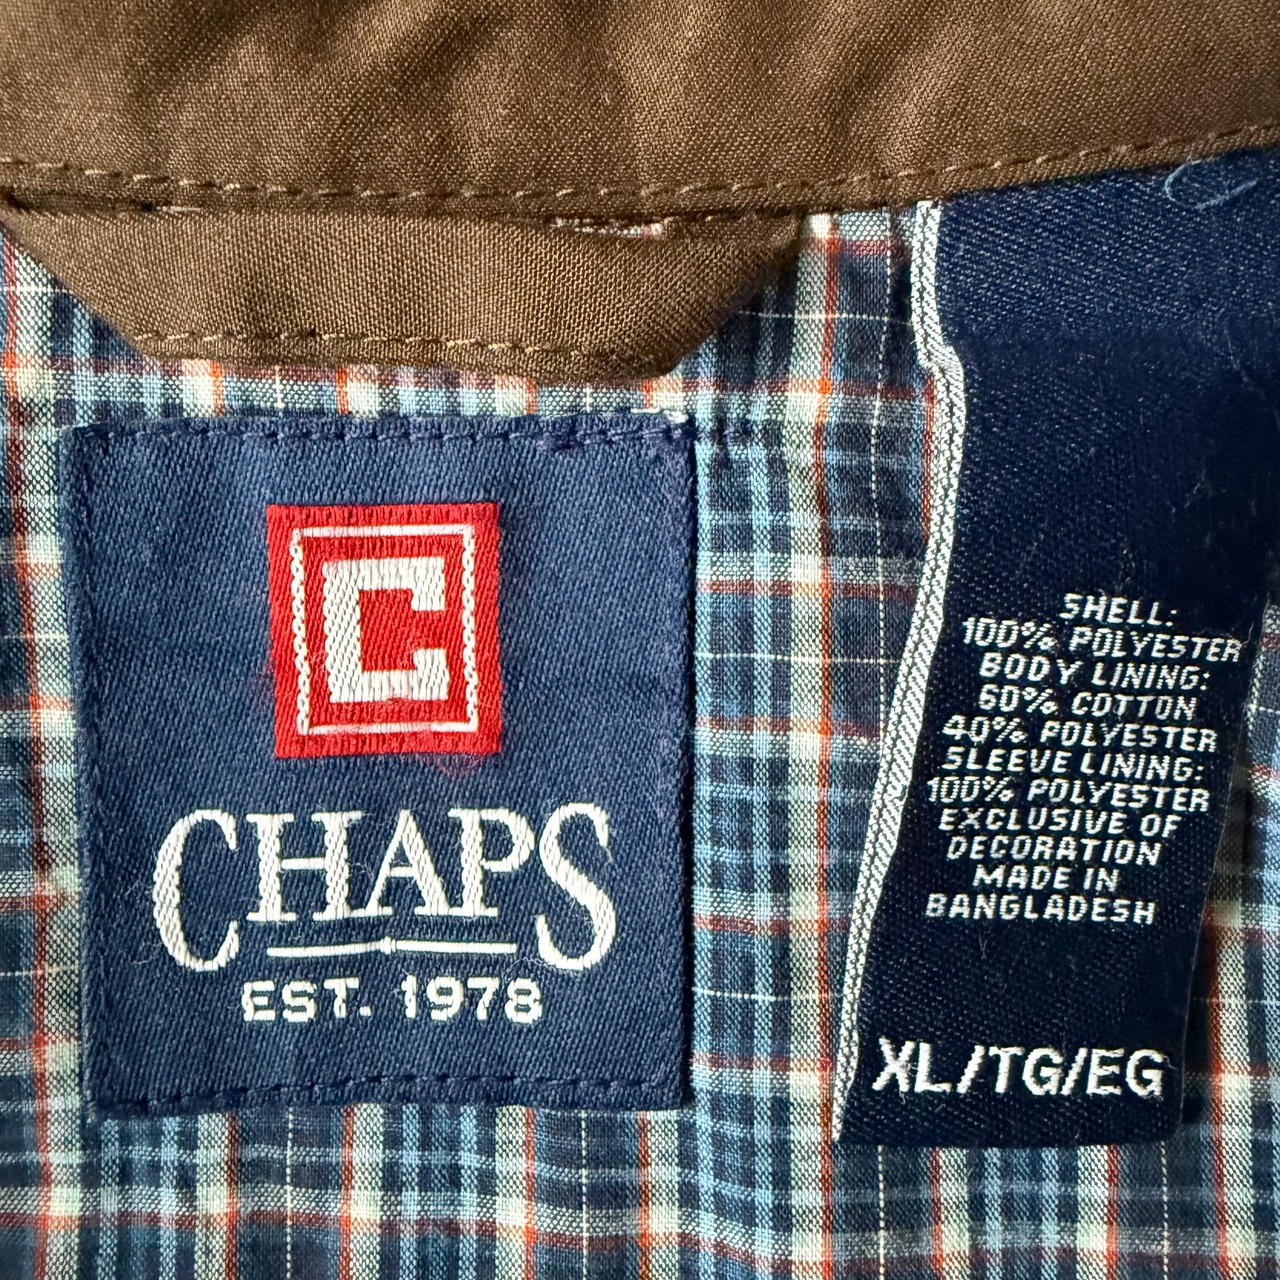 C
CHAPS
EST. 1978
SHELL:
100% POLYESTER
BODY LINING:
60% COTTON
40% POLYESTER
SLEEVE LINING:
100% POLYESTER
EXCLUSIVE OF
DECORATION
MADE IN
BANGLADESH
XL/TG/EG